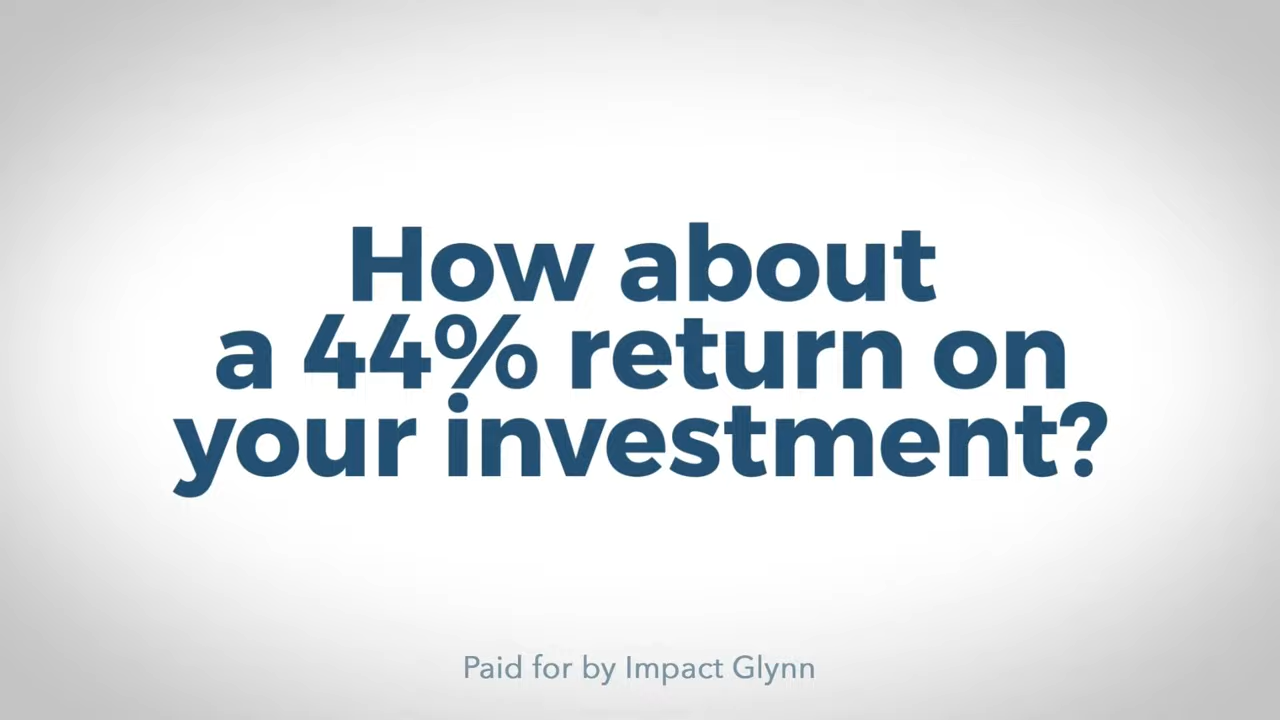 How about
a 44% return on
your investment?
Paid for by Impact Glynn